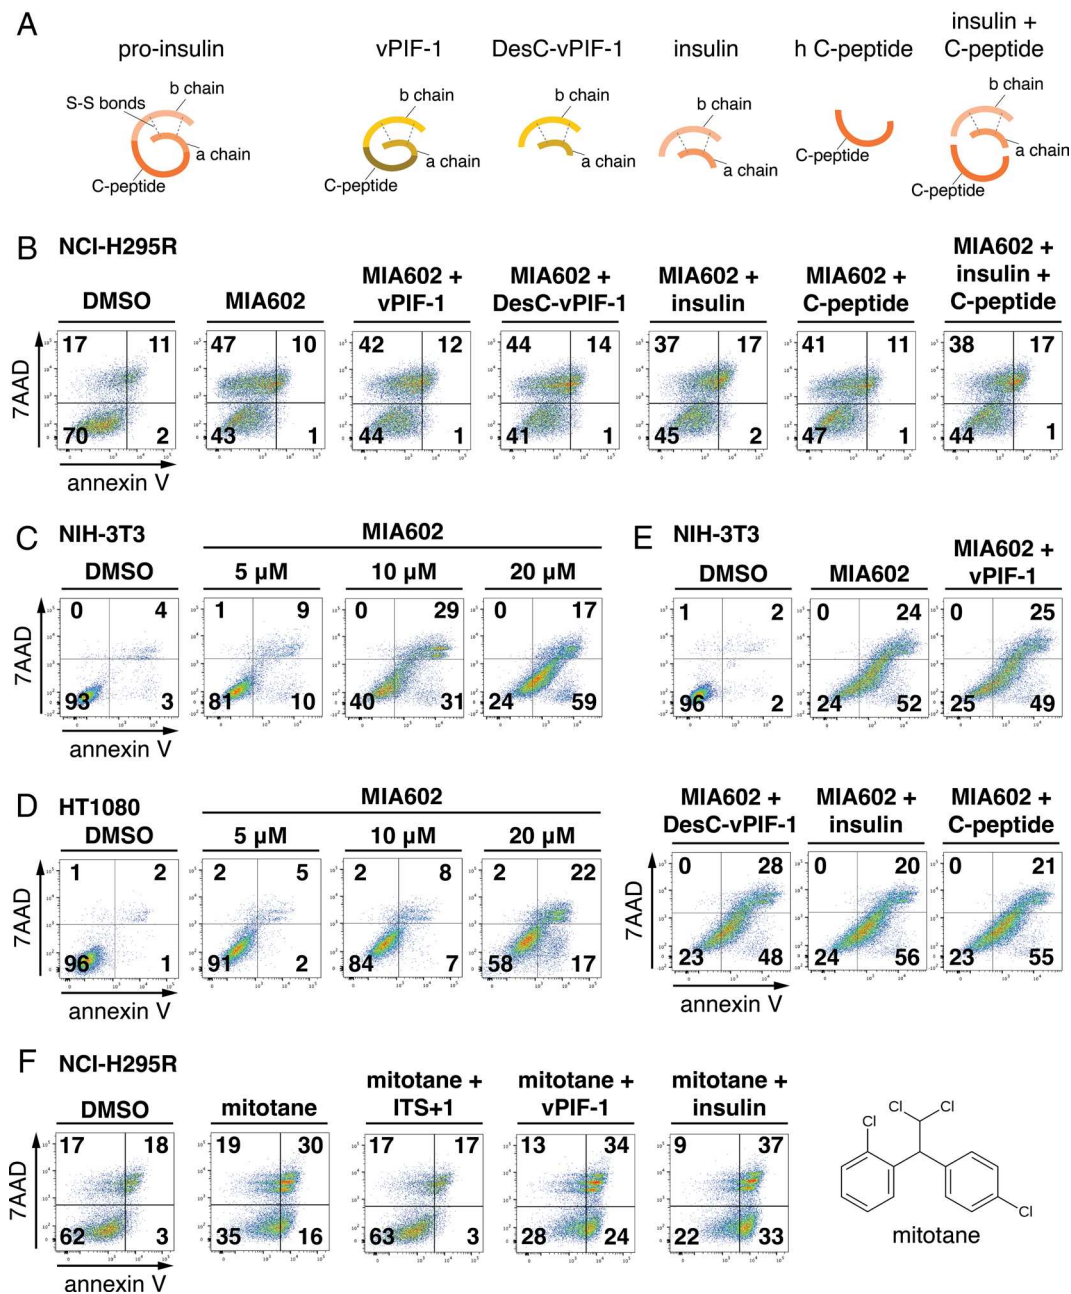 A
pro-insulin
vPIF-1
DesC-vPIF-1
insulin
h C-peptide
insulin +
C-peptide
S-S bonds
b chain
a chain
C-peptide
b chain
a chain
C-peptide
b chain
a chain
b chain
a chain
C-peptide
b chain
a chain
C-peptide
B NCI-H295R
DMSO
MIA602
MIA602 +
vPIF-1
MIA602 +
DesC-vPIF-1
MIA602 +
insulin
MIA602 +
C-peptide
MIA602 +
insulin +
C-peptide
7AAD
17 11
70 2
47 10
43 1
42 12
44 1
44 14
41 1
37 17
45 2
41 11
47 1
38 17
44 1
annexin V
C NIH-3T3
MIA602
DMSO
5 µM
10 µM
20 µM
7AAD
0 4
93 3
1 9
81 10
0 29
40 31
0 17
24 59
annexin V
D HT1080
MIA602
DMSO
5 µM
10 µM
20 µM
7AAD
1 2
96 1
2 5
91 2
2 8
84 7
2 22
58 17
annexin V
E NIH-3T3
DMSO
MIA602
MIA602 +
vPIF-1
7AAD
1 2
96 2
0 24
24 52
0 25
25 49
MIA602 +
DesC-vPIF-1
MIA602 +
insulin
MIA602 +
C-peptide
7AAD
0 28
23 48
0 20
24 56
0 21
23 55
annexin V
F NCI-H295R
DMSO
mitotane
mitotane +
ITS+1
mitotane +
vPIF-1
mitotane +
insulin
7AAD
17 18
62 3
19 30
35 16
17 17
63 3
13 34
28 24
9 37
22 33
annexin V
Cl Cl
Cl
Cl
mitotane